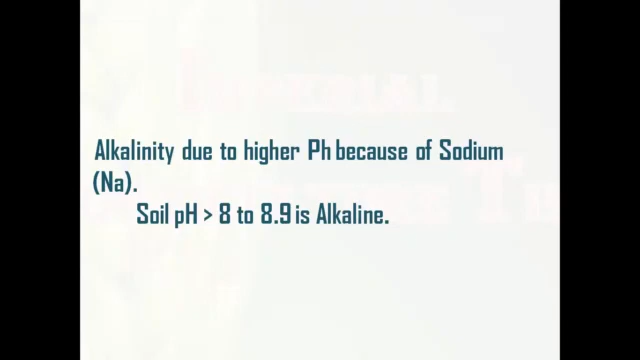 Alkalinity due to higher Ph because of Sodium
(Na).
Soil pH > 8 to 8.9 is Alkaline.